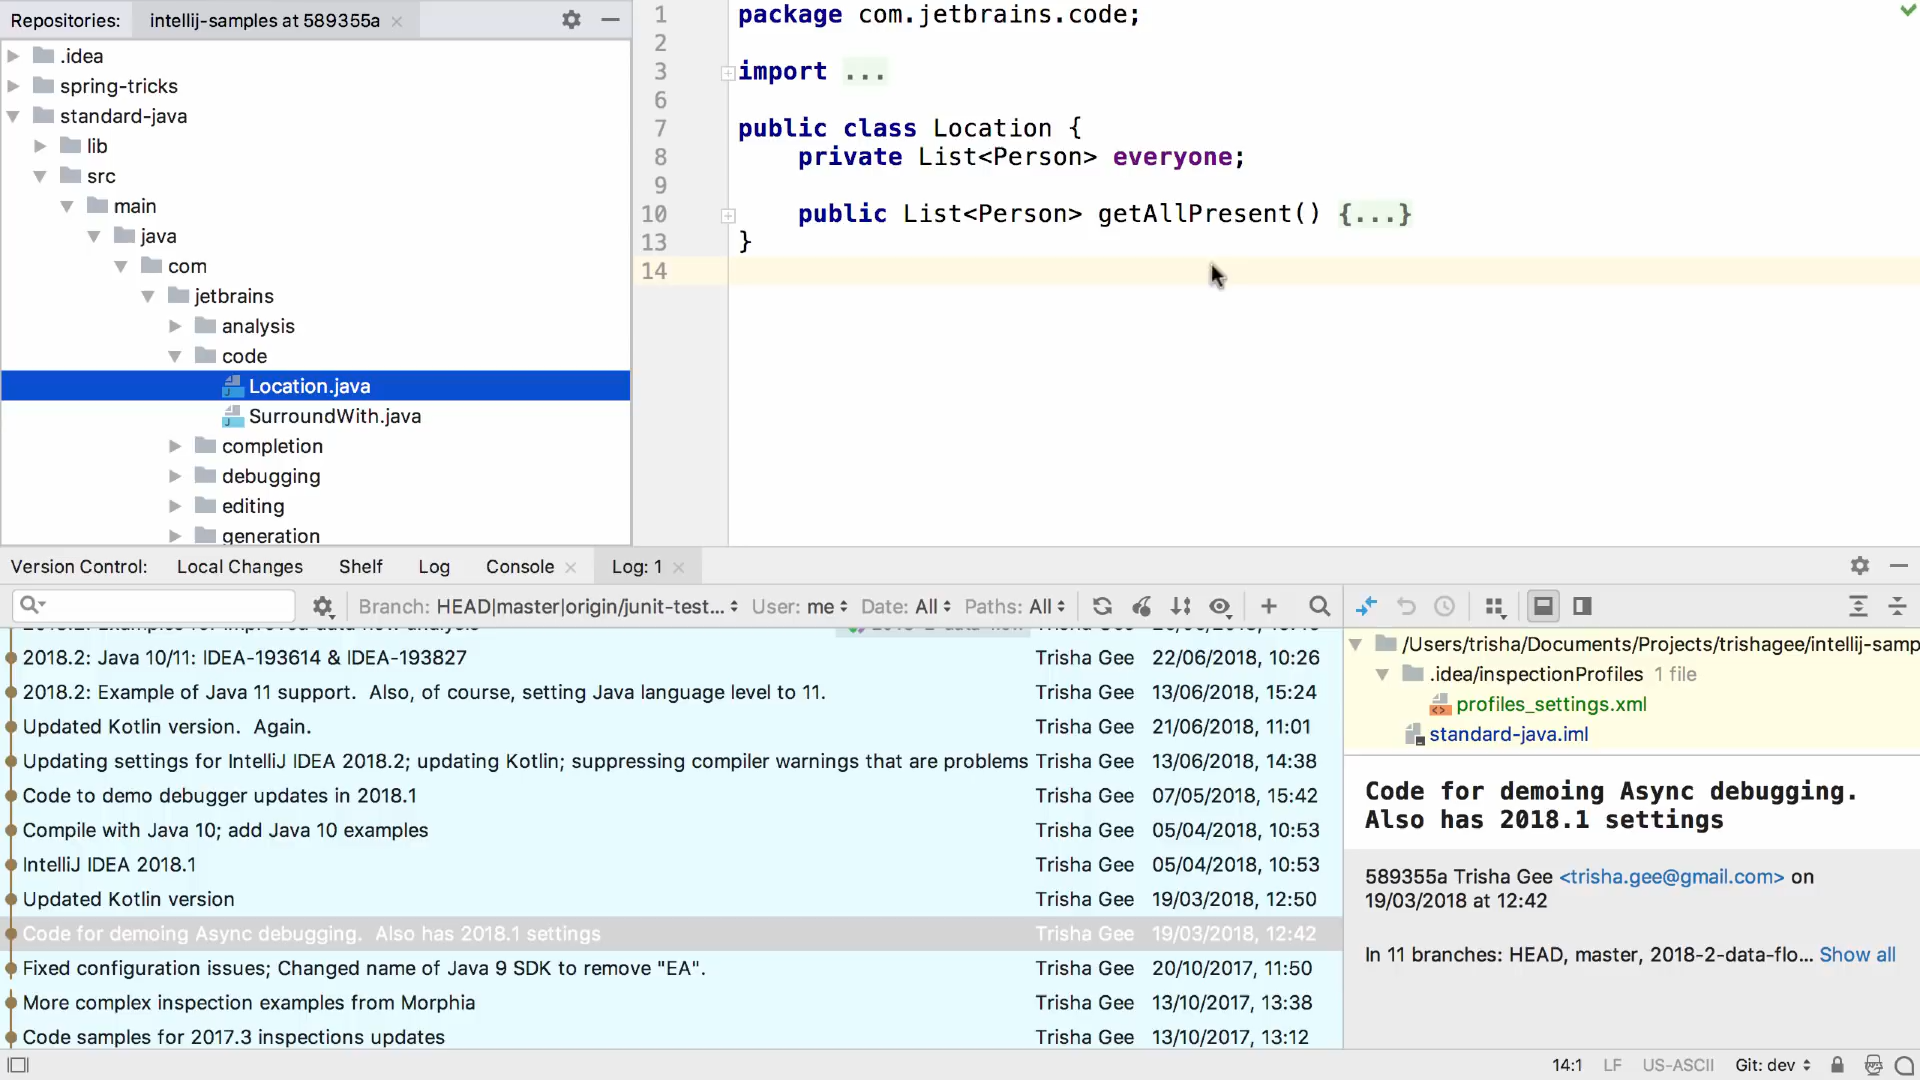 Repositories: intellij-samples at 589355a
.idea
spring-tricks
standard-java
lib
src
main
java
com
jetbrains
analysis
code
Location.java
SurroundWith.java
completion
debugging
editing
generation
1 package com.jetbrains.code;
2
3 import ...
6
7 public class Location {
8 private List<Person> everyone;
9
10 public List<Person> getAllPresent() {...}
13 }
14
Version Control: Local Changes Shelf Log Console Log: 1
Branch: HEAD|master|origin/junit-test... User: me Date: All Paths: All
2018.2: Java 10/11: IDEA-193614 & IDEA-193827 Trisha Gee 22/06/2018, 10:26
2018.2: Example of Java 11 support. Also, of course, setting Java language level to 11. Trisha Gee 13/06/2018, 15:24
Updated Kotlin version. Again. Trisha Gee 21/06/2018, 11:01
Updating settings for IntelliJ IDEA 2018.2; updating Kotlin; suppressing compiler warnings that are problems Trisha Gee 13/06/2018, 14:38
Code to demo debugger updates in 2018.1 Trisha Gee 07/05/2018, 15:42
Compile with Java 10; add Java 10 examples Trisha Gee 05/04/2018, 10:53
IntelliJ IDEA 2018.1 Trisha Gee 05/04/2018, 10:53
Updated Kotlin version Trisha Gee 19/03/2018, 12:50
Code for demoing Async debugging. Also has 2018.1 settings Trisha Gee 19/03/2018, 12:42
Fixed configuration issues; Changed name of Java 9 SDK to remove "EA". Trisha Gee 20/10/2017, 11:50
More complex inspection examples from Morphia Trisha Gee 13/10/2017, 13:38
Code samples for 2017.3 inspections updates Trisha Gee 13/10/2017, 13:12
/Users/trisha/Documents/Projects/trishagee/intellij-samp
.idea/inspectionProfiles 1 file
profiles_settings.xml
standard-java.iml
Code for demoing Async debugging.
Also has 2018.1 settings
589355a Trisha Gee <trisha.gee@gmail.com> on
19/03/2018 at 12:42
In 11 branches: HEAD, master, 2018-2-data-flo... Show all
14:1 LF US-ASCII Git: dev